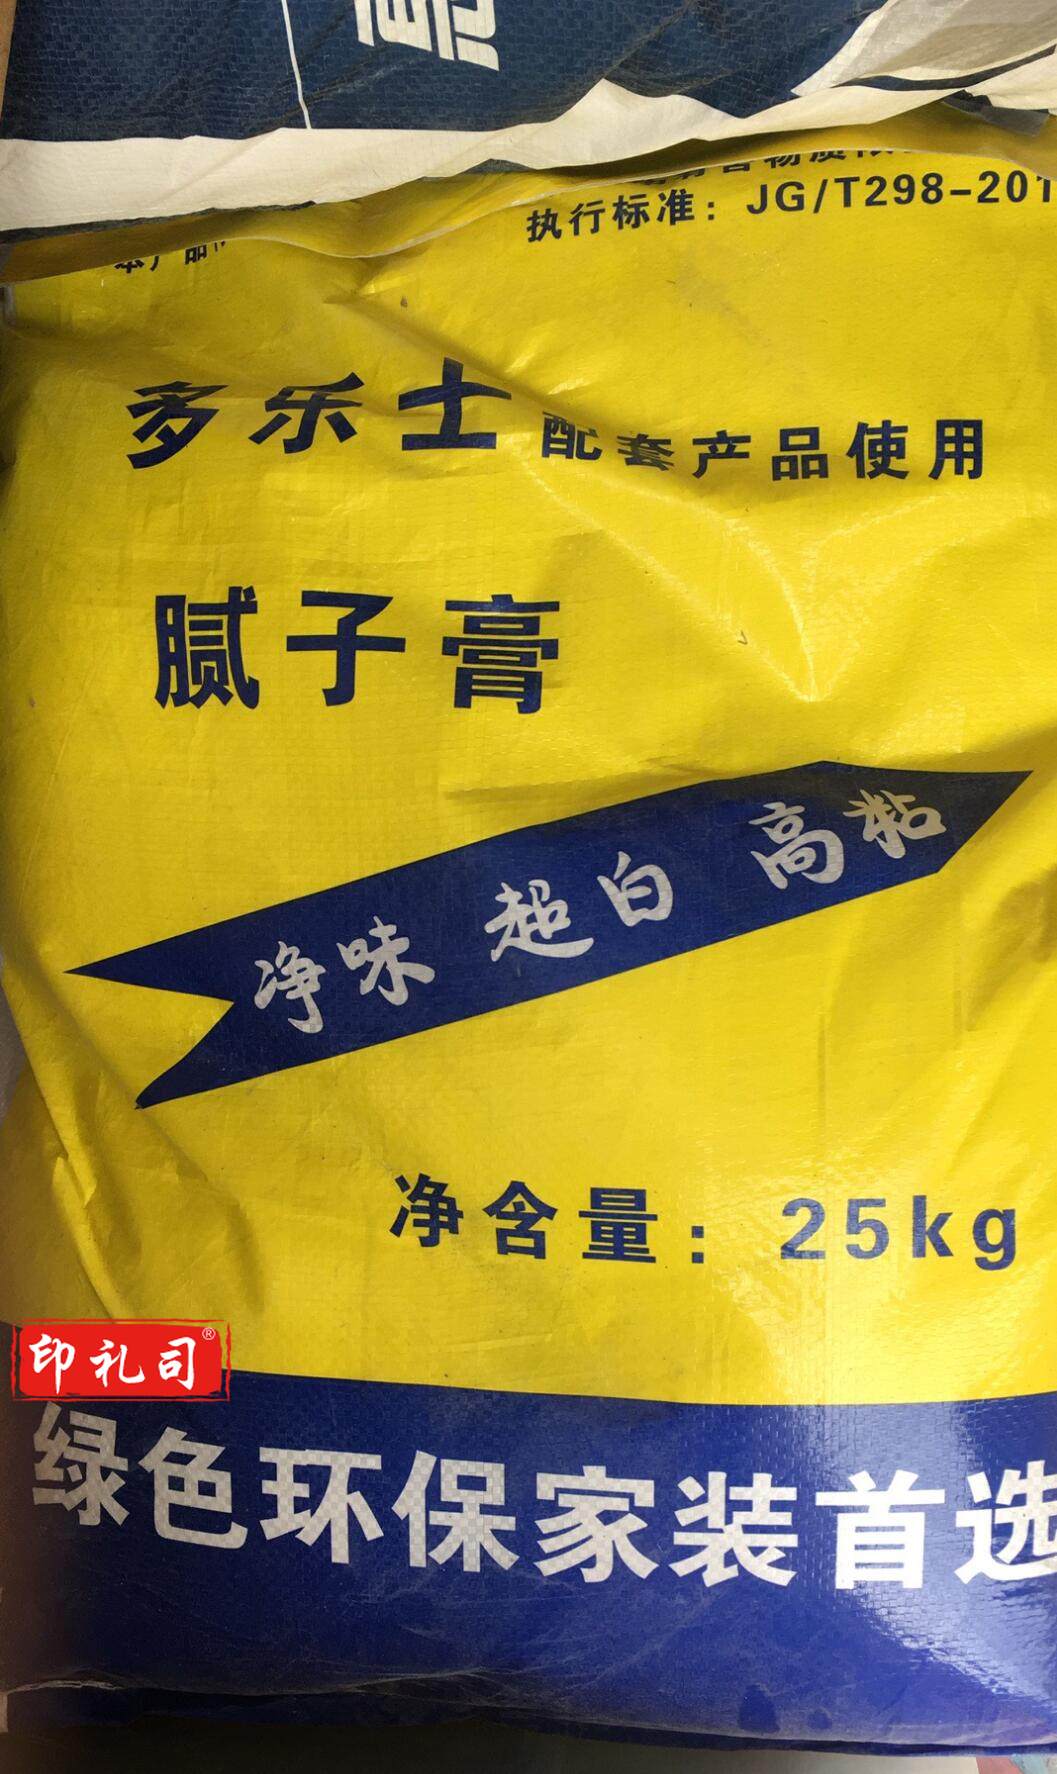 执行标准：JG/T298-201
多乐士配套产品使用
腻子膏
净味 超白 高粘
净含量：25kg
印礼司®
绿色环保家装首选